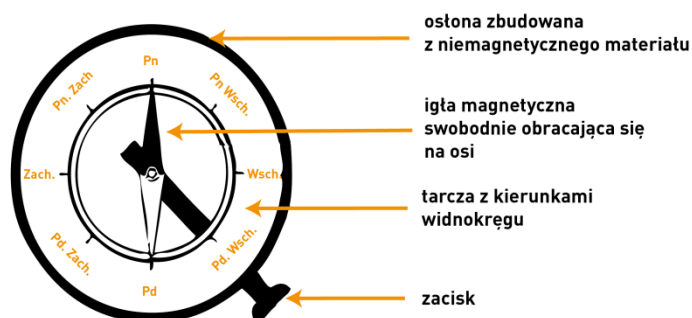 osłona zbudowana
z niemagnetycznego materiału
Pn
Pn. Zach
Pn Wsch.
igła magnetyczna
swobodnie obracająca się
na osi
Zach.
Wsch.
tarcza z kierunkami
widnokręgu
Pd. Zach.
Pd. Wsch.
Pd
zacisk